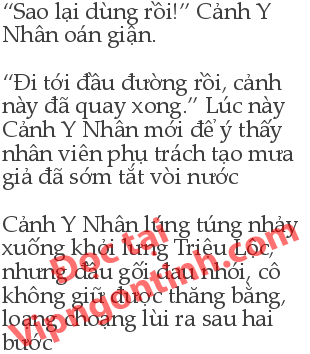 “Sao lại dùng rồi!” Cảnh Y
Nhân oán giận.
“Đi tới đầu đường rồi, cảnh
này đã quay xong.” Lúc này
Cảnh Y Nhân mới để ý thấy
nhân viên phụ trách tạo mưa
giả đã sớm tắt vòi nước
Cảnh Y Nhân lúng túng nhảy
xuống khỏi lưng Triệu Lộc,
nhưng đầu gối đau nhói, cô
không giữ được thăng bằng,
loạng choạng lùi ra sau hai
bước
Đọc tại
Vipngontinh.com